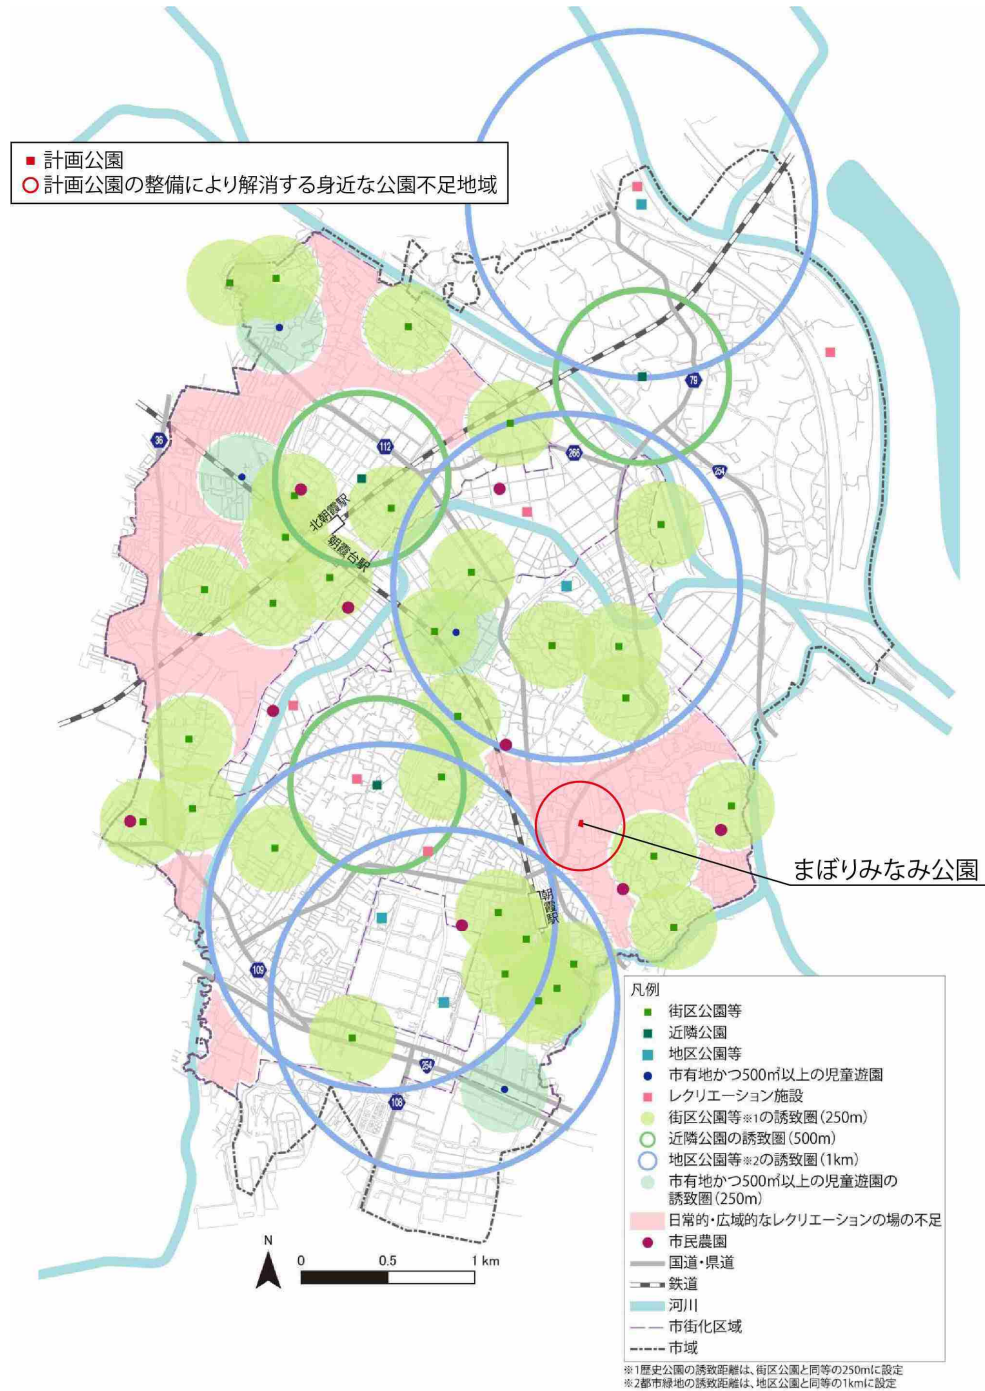 計画公園
計画公園の整備により解消する身近な公園不足地域
79
36
112
266
254
北朝霞駅
朝霞台駅
まぼりみなみ公園
朝霞駅
109
254
108
凡例
街区公園等
近隣公園
地区公園等
市有地かつ500㎡以上の児童遊園
レクリエーション施設
街区公園等※1の誘致圏(250m)
近隣公園の誘致圏(500m)
地区公園等※2の誘致圏(1km)
市有地かつ500㎡以上の児童遊園の
誘致圏(250m)
日常的・広域的なレクリエーションの場の不足
市民農園
国道・県道
鉄道
河川
市街化区域
市域
N
0 0.5 1 km
※1歴史公園の誘致距離は、街区公園と同等の250mに設定
※2都市緑地の誘致距離は、地区公園と同等の1kmに設定